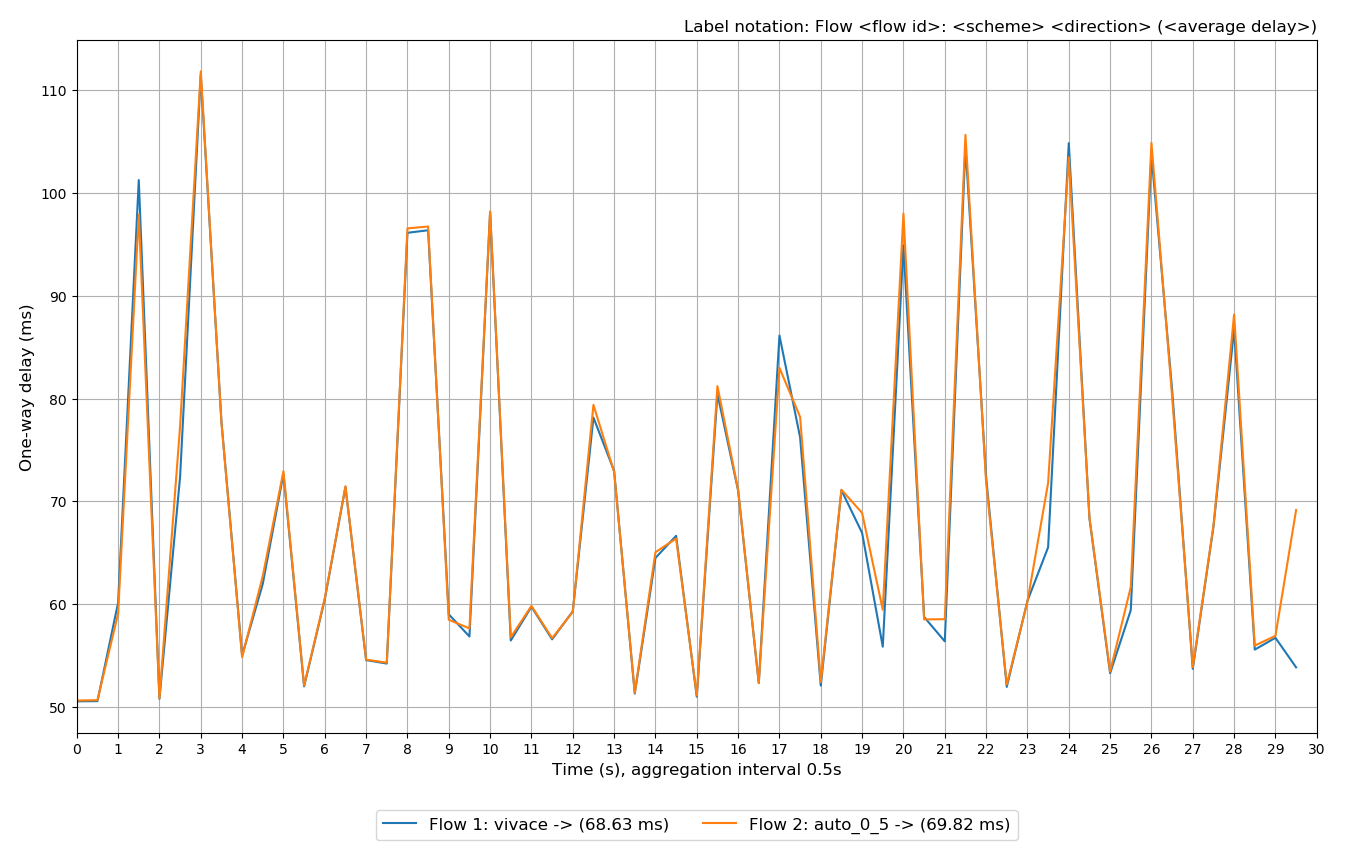 Label notation: Flow <flow id>: <scheme> <direction> (<average delay>)
110
100
90
80
70
60
50
One-way delay (ms)
0 1 2 3 4 5 6 7 8 9 10 11 12 13 14 15 16 17 18 19 20 21 22 23 24 25 26 27 28 29 30
Time (s), aggregation interval 0.5s
Flow 1: vivace -> (68.63 ms) Flow 2: auto_0_5 -> (69.82 ms)